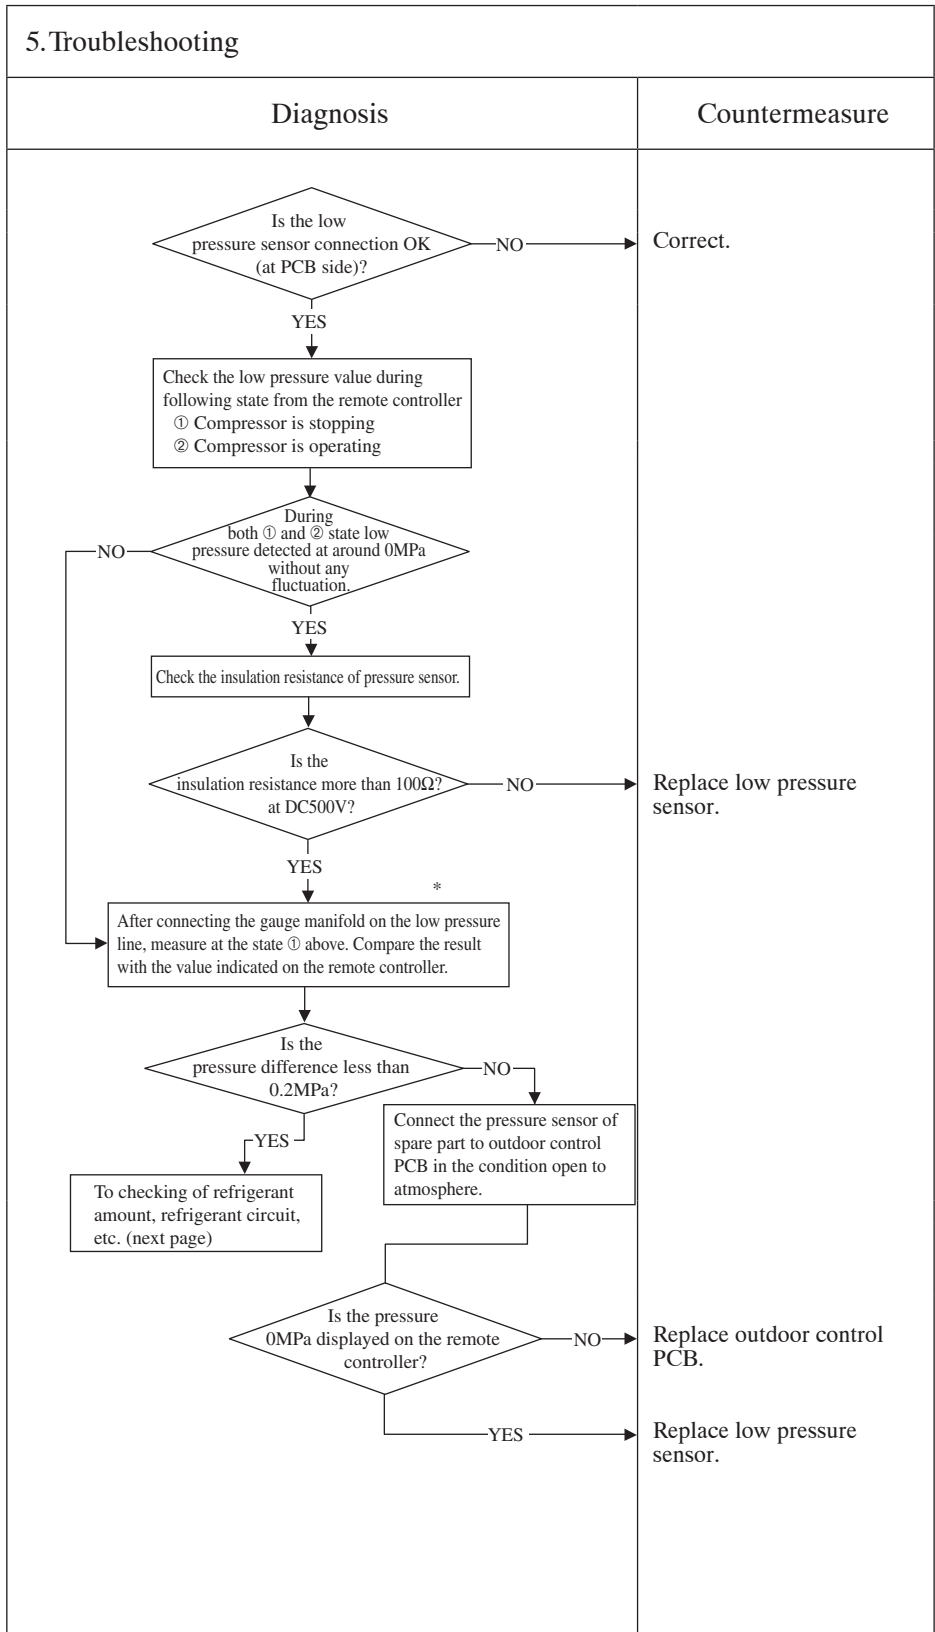 5.Troubleshooting
Diagnosis
Countermeasure
Is the low
pressure sensor connection OK
(at PCB side)?
NO
Correct.
YES
Check the low pressure value during
following state from the remote controller
① Compressor is stopping
② Compressor is operating
During
both ① and ② state low
pressure detected at around 0MPa
without any
fluctuation.
NO
YES
Check the insulation resistance of pressure sensor.
Is the
insulation resistance more than 100Ω?
at DC500V?
NO
Replace low pressure
sensor.
YES
*
After connecting the gauge manifold on the low pressure
line, measure at the state ① above. Compare the result
with the value indicated on the remote controller.
Is the
pressure difference less than
0.2MPa?
NO
YES
Connect the pressure sensor of
spare part to outdoor control
PCB in the condition open to
atmosphere.
To checking of refrigerant
amount, refrigerant circuit,
etc. (next page)
Is the pressure
0MPa displayed on the remote
controller?
NO
Replace outdoor control
PCB.
YES
Replace low pressure
sensor.